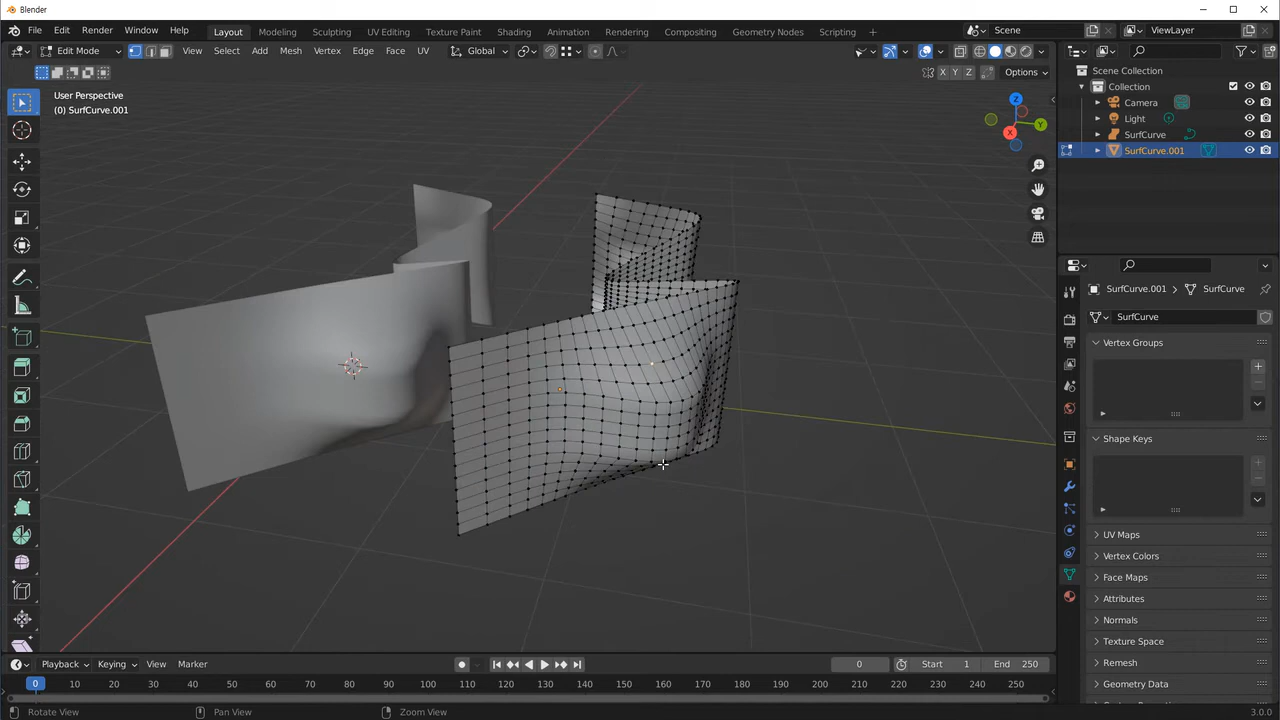 Blender
File Edit Render Window Help Layout Modeling Sculpting UV Editing Texture Paint Shading Animation Rendering Compositing Geometry Nodes Scripting + Scene ViewLayer
Edit Mode View Select Add Mesh Vertex Edge Face UV Global
X Y Z Options
User Perspective
(0) SurfCurve.001
Z
Y
X
Scene Collection
Collection
Camera
Light
SurfCurve
SurfCurve.001
SurfCurve.001 SurfCurve
SurfCurve
Vertex Groups
Shape Keys
UV Maps
Vertex Colors
Face Maps
Attributes
Normals
Texture Space
Remesh
Geometry Data
Playback Keying View Marker 0 Start 1 End 250
0 10 20 30 40 50 60 70 80 90 100 110 120 130 140 150 160 170 180 190 200 210 220 230 240 250
Rotate View Pan View Zoom View 3.0.0